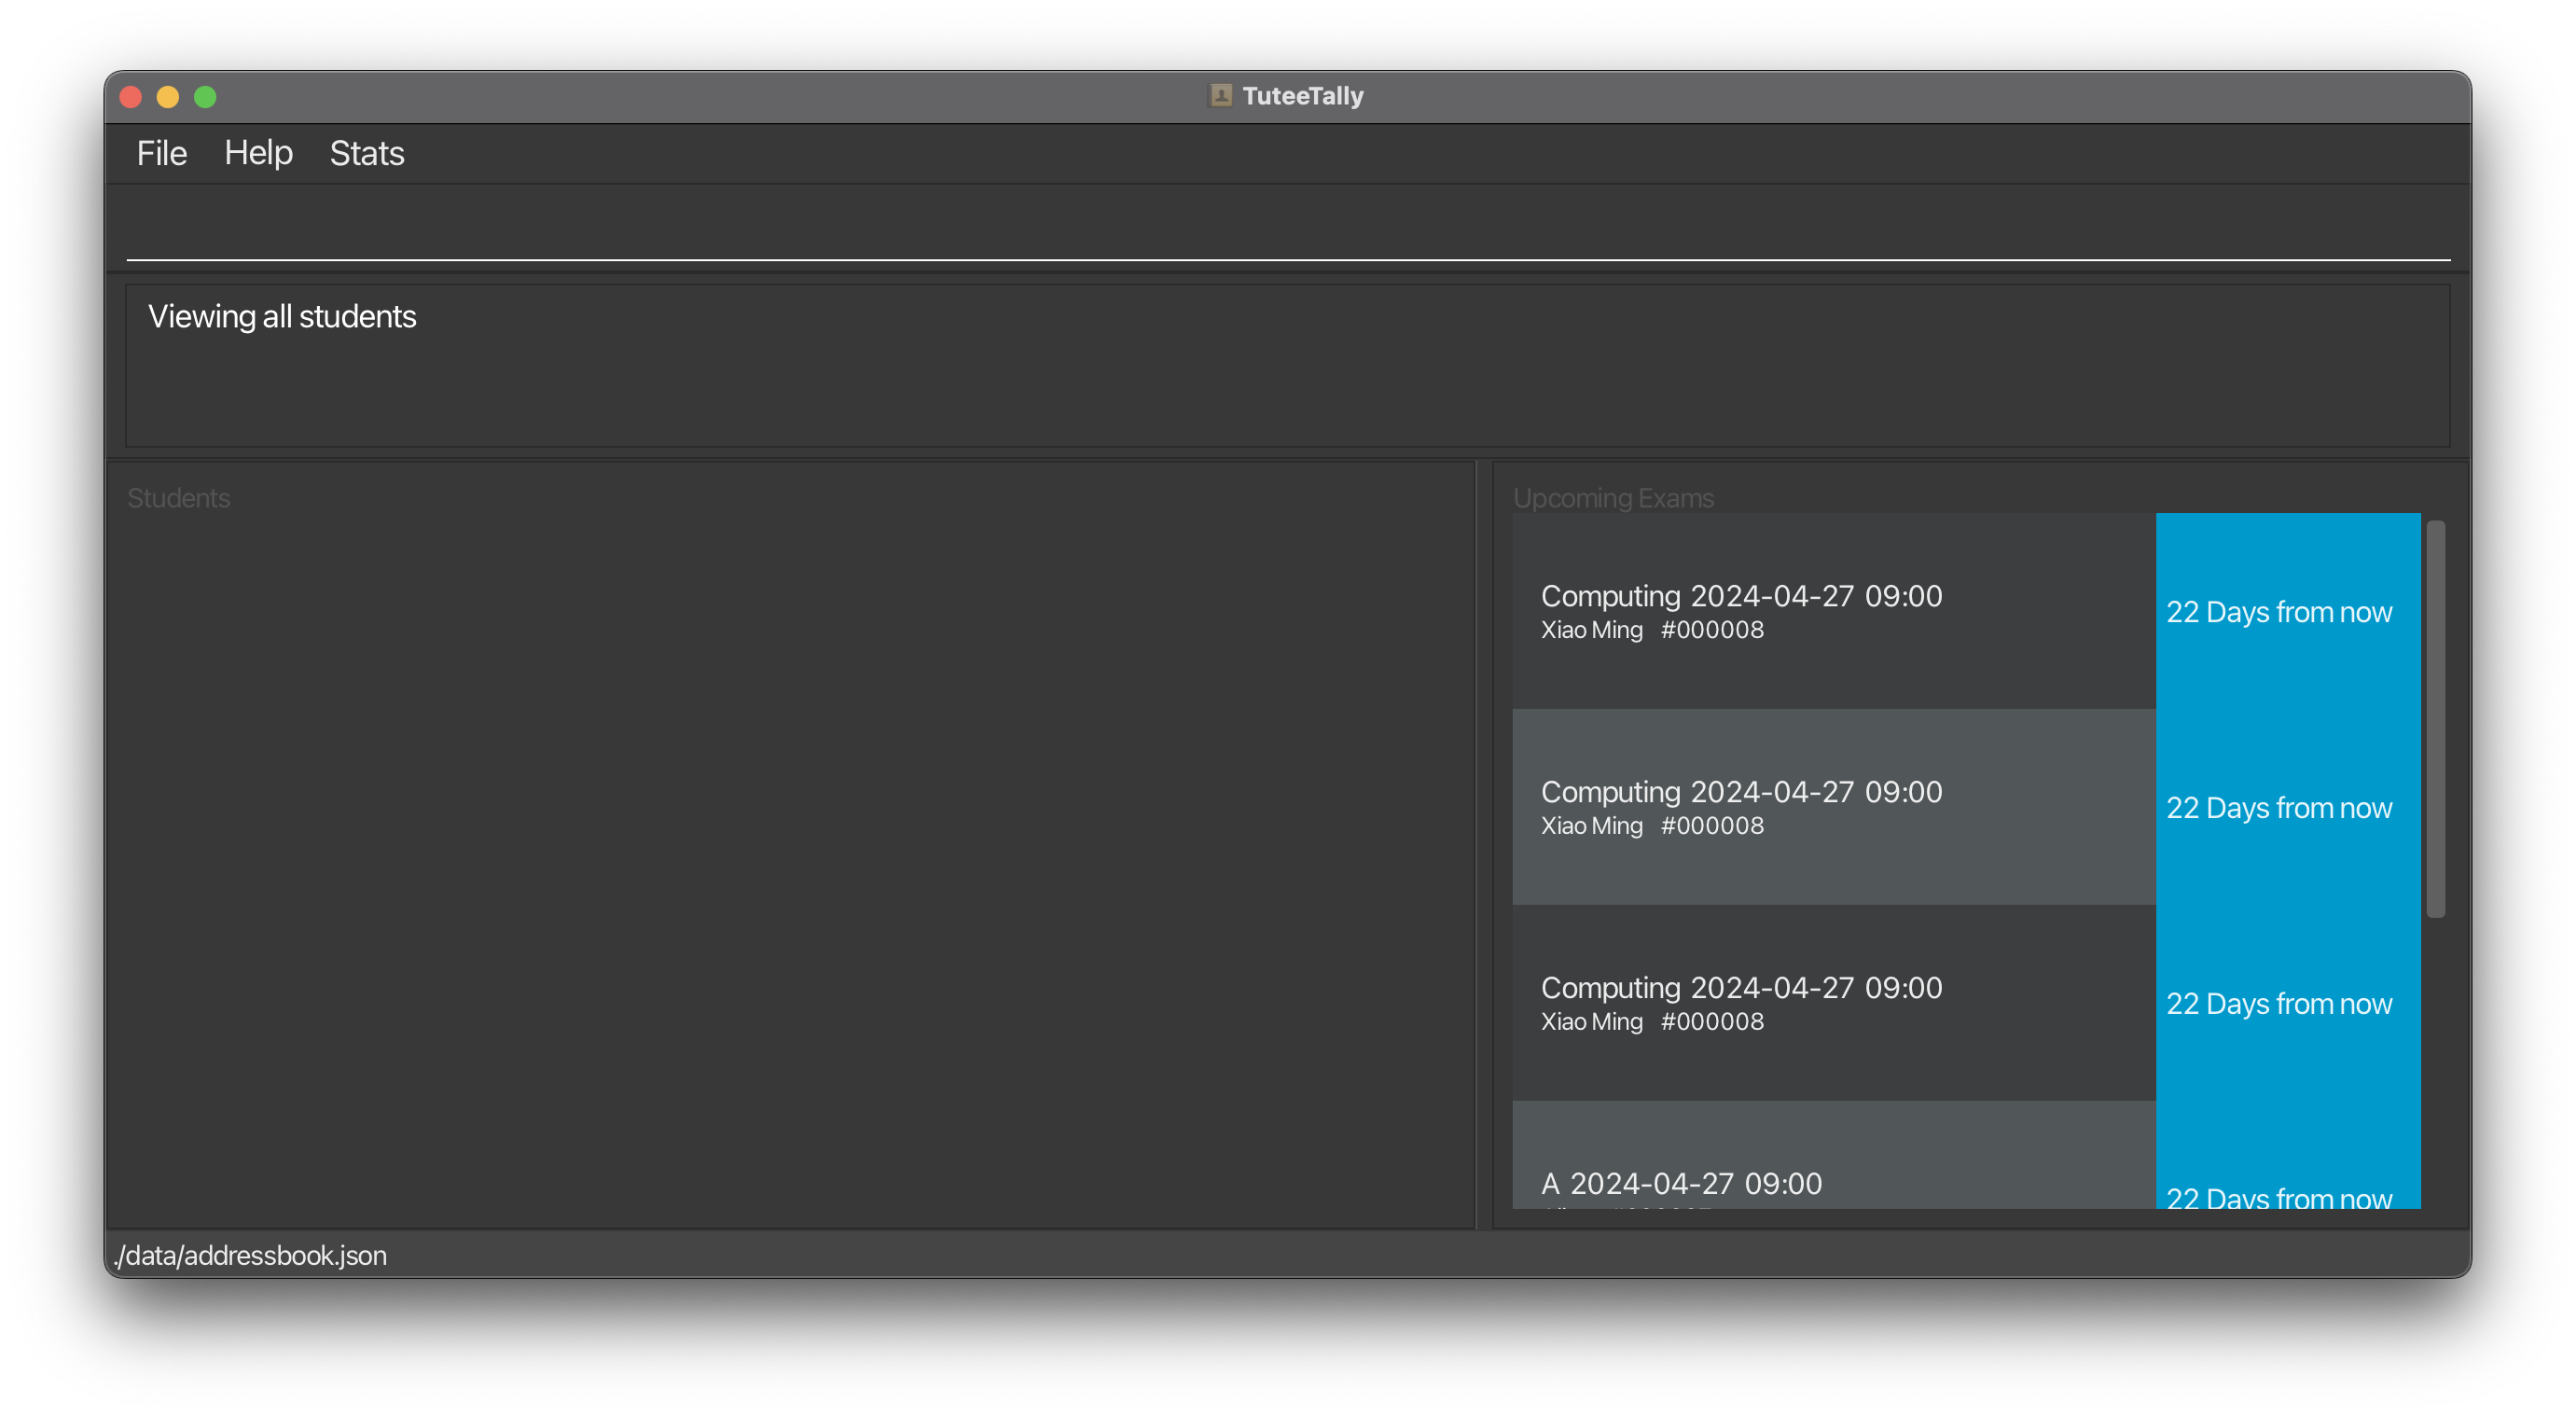 TuteeTally
File Help Stats
Viewing all students
Students
Upcoming Exams
Computing 2024-04-27 09:00
Xiao Ming #000008
22 Days from now
Computing 2024-04-27 09:00
Xiao Ming #000008
22 Days from now
Computing 2024-04-27 09:00
Xiao Ming #000008
22 Days from now
A 2024-04-27 09:00
22 Days from now
./data/addressbook.json